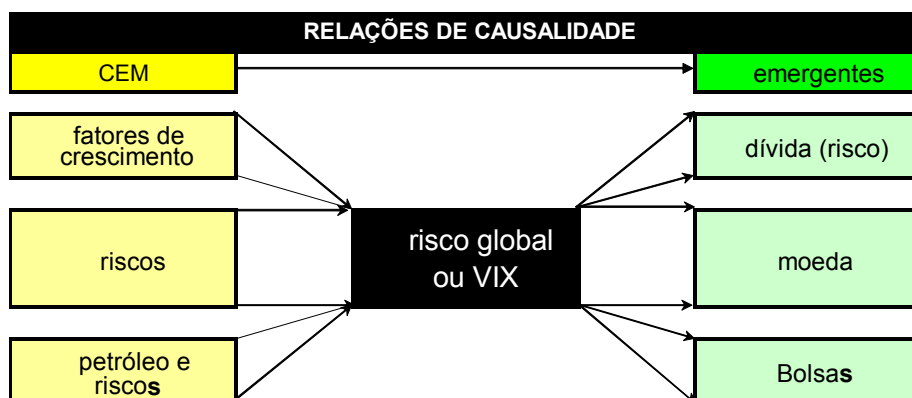 RELAÇÕES DE CAUSALIDADE
CEM
emergentes
fatores de
crescimento
dívida (risco)
riscos
risco global
ou VIX
moeda
petróleo e
riscos
Bolsas